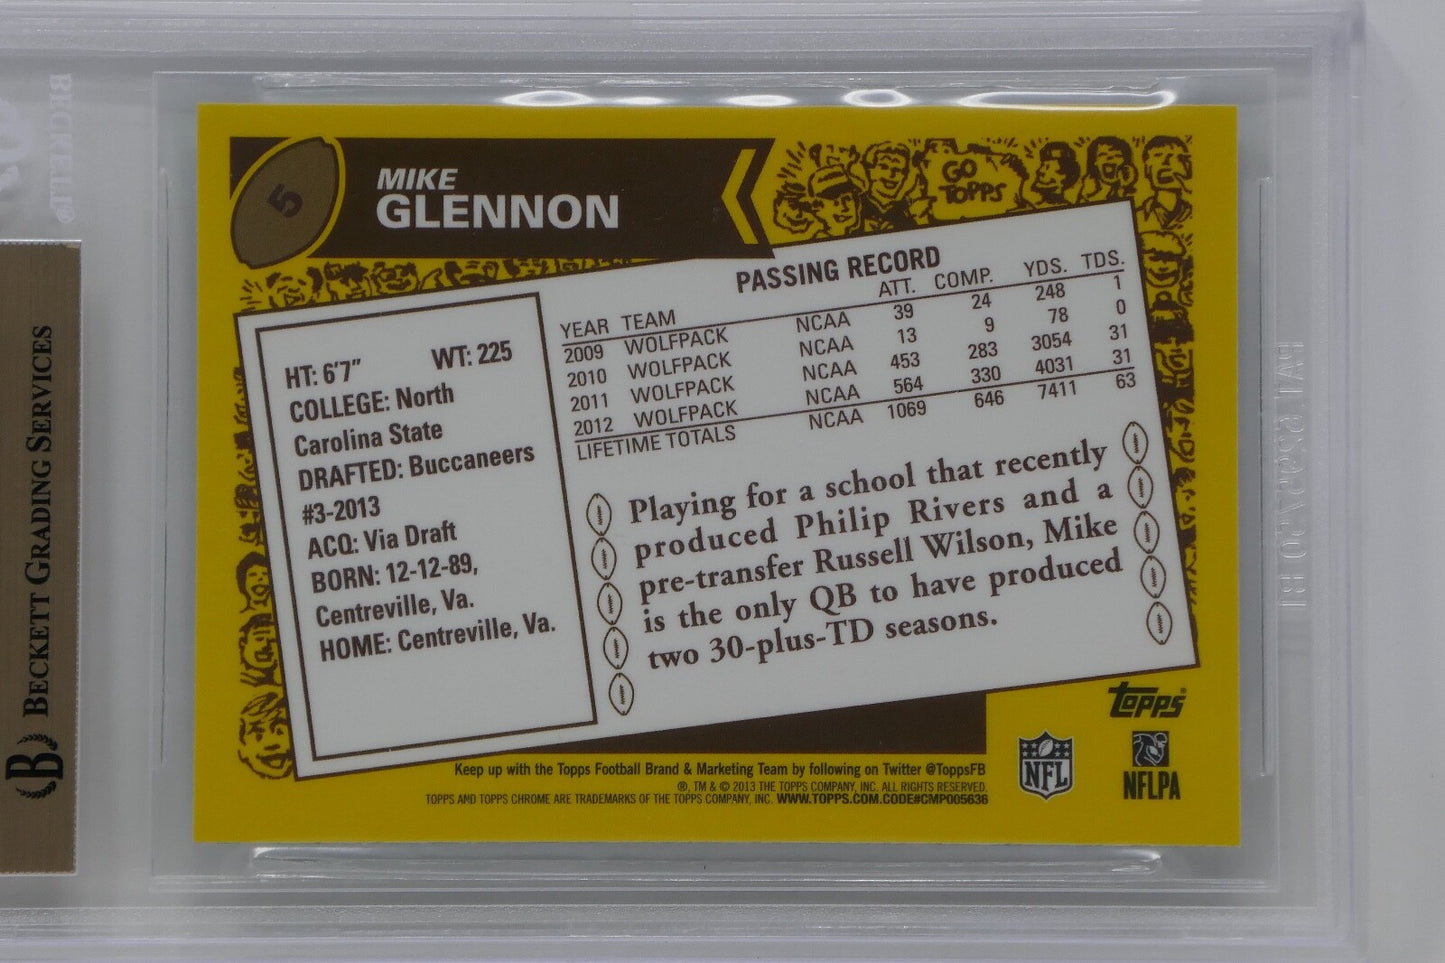 BECKETT®
BECKETT GRADING SERVICES
B
5
MIKE
GLENNON
GO
TOPPS
HT: 6'7" WT: 225
COLLEGE: North
Carolina State
DRAFTED: Buccaneers
#3-2013
ACQ: Via Draft
BORN: 12-12-89,
Centreville, Va.
HOME: Centreville, Va.
PASSING RECORD
YEAR TEAM ATT. COMP. YDS. TDS.
2009 WOLFPACK NCAA 39 24 248 1
2010 WOLFPACK NCAA 13 9 78 0
2011 WOLFPACK NCAA 453 283 3054 31
2012 WOLFPACK NCAA 564 330 4031 31
LIFETIME TOTALS NCAA 1069 646 7411 63
Playing for a school that recently
produced Philip Rivers and a
pre-transfer Russell Wilson, Mike
is the only QB to have produced
two 30-plus-TD seasons.
topps®
NFL
NFLPA
Keep up with the Topps Football Brand & Marketing Team by following on Twitter @ToppsFB
®, TM & © 2013 THE TOPPS COMPANY, INC. ALL RIGHTS RESERVED.
TOPPS AND TOPPS CHROME ARE TRADEMARKS OF THE TOPPS COMPANY, INC. WWW.TOPPS.COM. CODE#CMP005636